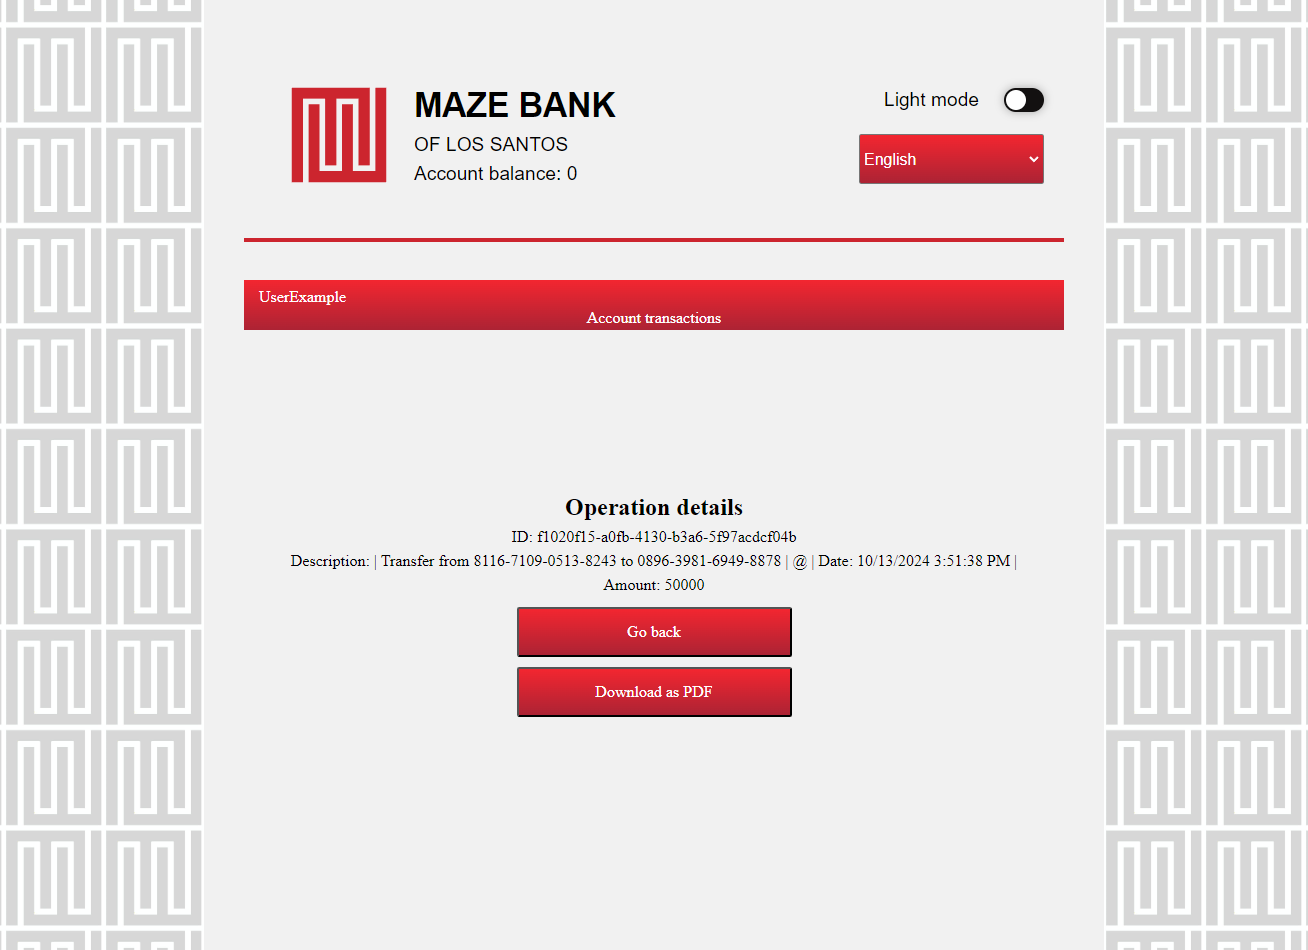 MAZE BANK
OF LOS SANTOS
Account balance: 0
Light mode
English
UserExample
Account transactions
Operation details
ID: f1020f15-a0fb-4130-b3a6-5f97acdcf04b
Description: | Transfer from 8116-7109-0513-8243 to 0896-3981-6949-8878 | @ | Date: 10/13/2024 3:51:38 PM |
Amount: 50000
Go back
Download as PDF